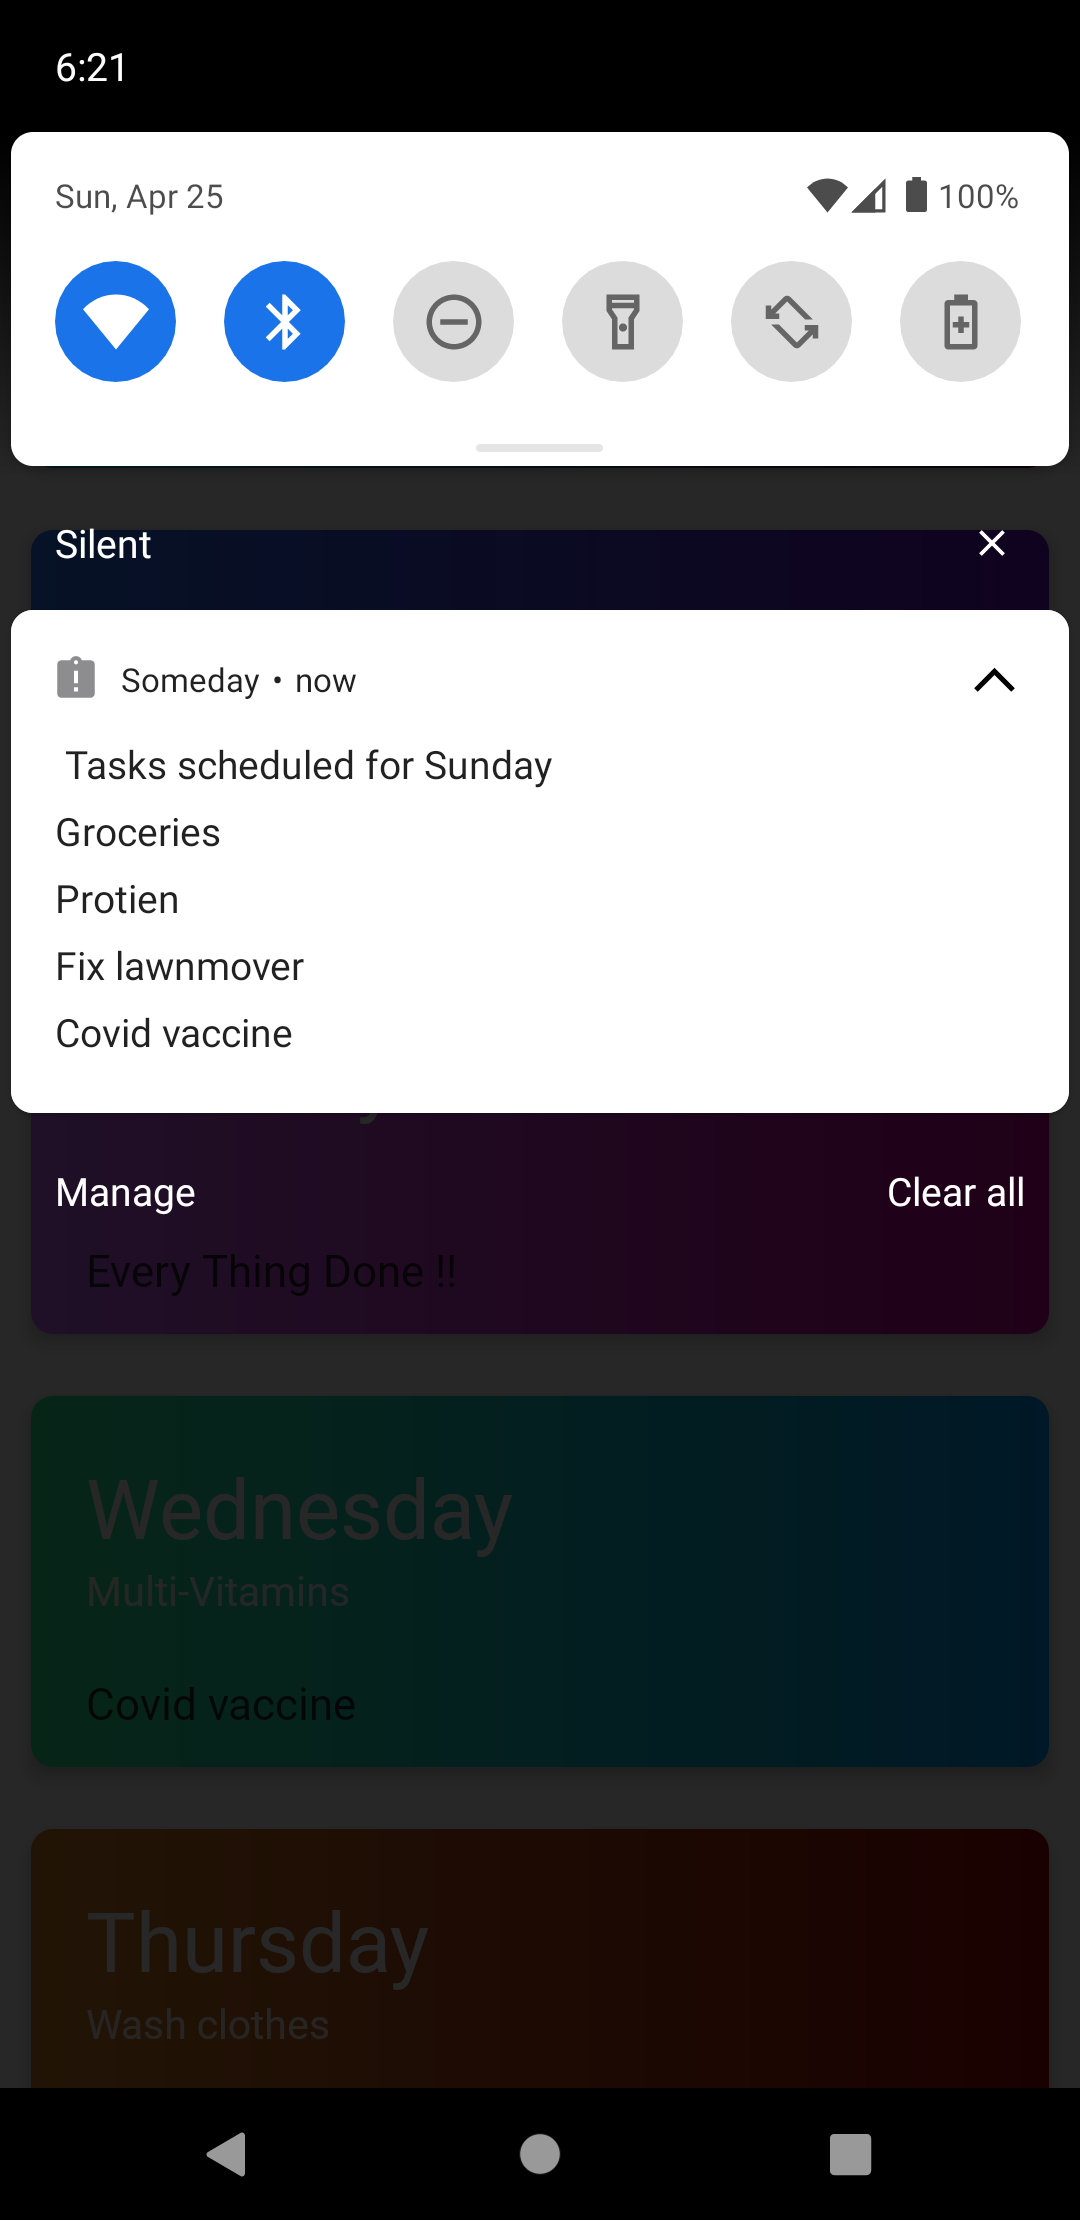 6:21
Sun, Apr 25
100%
Silent
Someday • now
Tasks scheduled for Sunday
Groceries
Protien
Fix lawnmover
Covid vaccine
Manage
Clear all
Every Thing Done !!
Wednesday
Multi-Vitamins
Covid vaccine
Thursday
Wash clothes